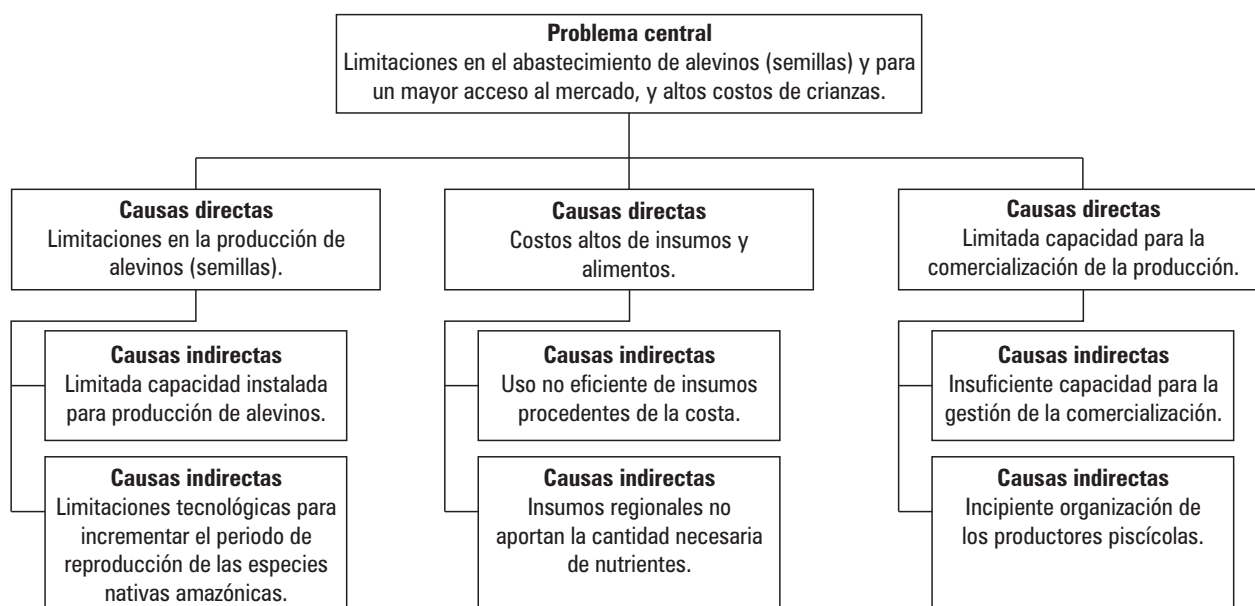 Problema central
Limitaciones en el abastecimiento de alevinos (semillas) y para
un mayor acceso al mercado, y altos costos de crianzas.
Causas directas
Limitaciones en la producción de
alevinos (semillas).
Causas directas
Costos altos de insumos y
alimentos.
Causas directas
Limitada capacidad para la
comercialización de la producción.
Causas indirectas
Limitada capacidad instalada
para producción de alevinos.
Causas indirectas
Uso no eficiente de insumos
procedentes de la costa.
Causas indirectas
Insuficiente capacidad para la
gestión de la comercialización.
Causas indirectas
Limitaciones tecnológicas para
incrementar el periodo de
reproducción de las especies
nativas amazónicas.
Causas indirectas
Insumos regionales no
aportan la cantidad necesaria
de nutrientes.
Causas indirectas
Incipiente organización de
los productores piscícolas.